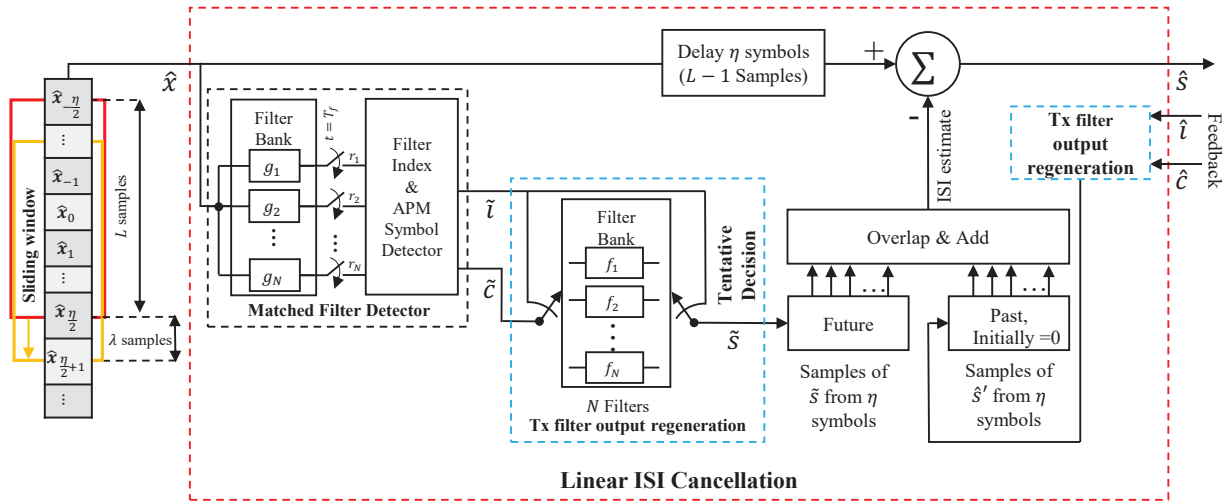 x̂_{-η/2}
⋮
x̂_{-1}
x̂_0
x̂_1
⋮
x̂_{η/2}
x̂_{η/2+1}
⋮
Sliding window
L samples
λ samples
x̂
Filter
Bank
g_1
g_2
⋮
g_N
t = T_f
r_1
r_2
⋮
r_N
Filter
Index
&
APM
Symbol
Detector
Matched Filter Detector
ĩ
c̃
Filter
Bank
f_1
f_2
⋮
f_N
N Filters
Tx filter output regeneration
Tentative
Decision
s̃
Delay η symbols
(L − 1 Samples)
+
Σ
-
ISI estimate
ŝ
Tx filter
output
regeneration
î
ĉ
Feedback
Overlap & Add
...
...
Future
Past,
Initially =0
Samples of
s̃ from η
symbols
Samples of
ŝ′ from η
symbols
Linear ISI Cancellation